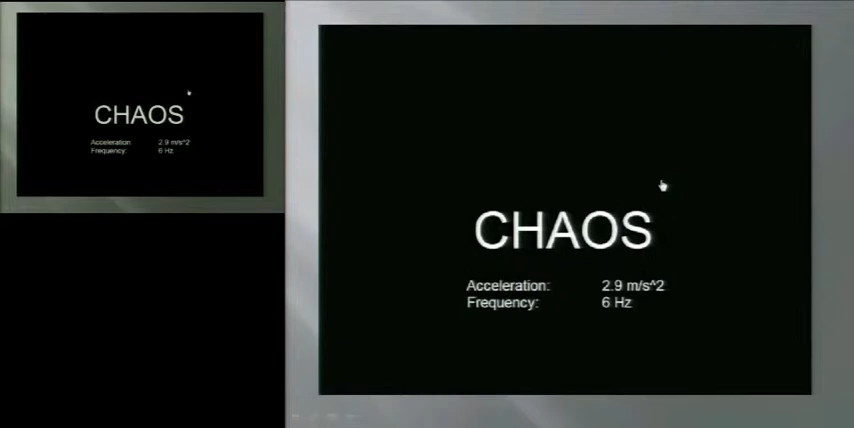 CHAOS
Acceleration: 2.9 m/s^2
Frequency: 6 Hz
CHAOS
Acceleration: 2.9 m/s^2
Frequency: 6 Hz